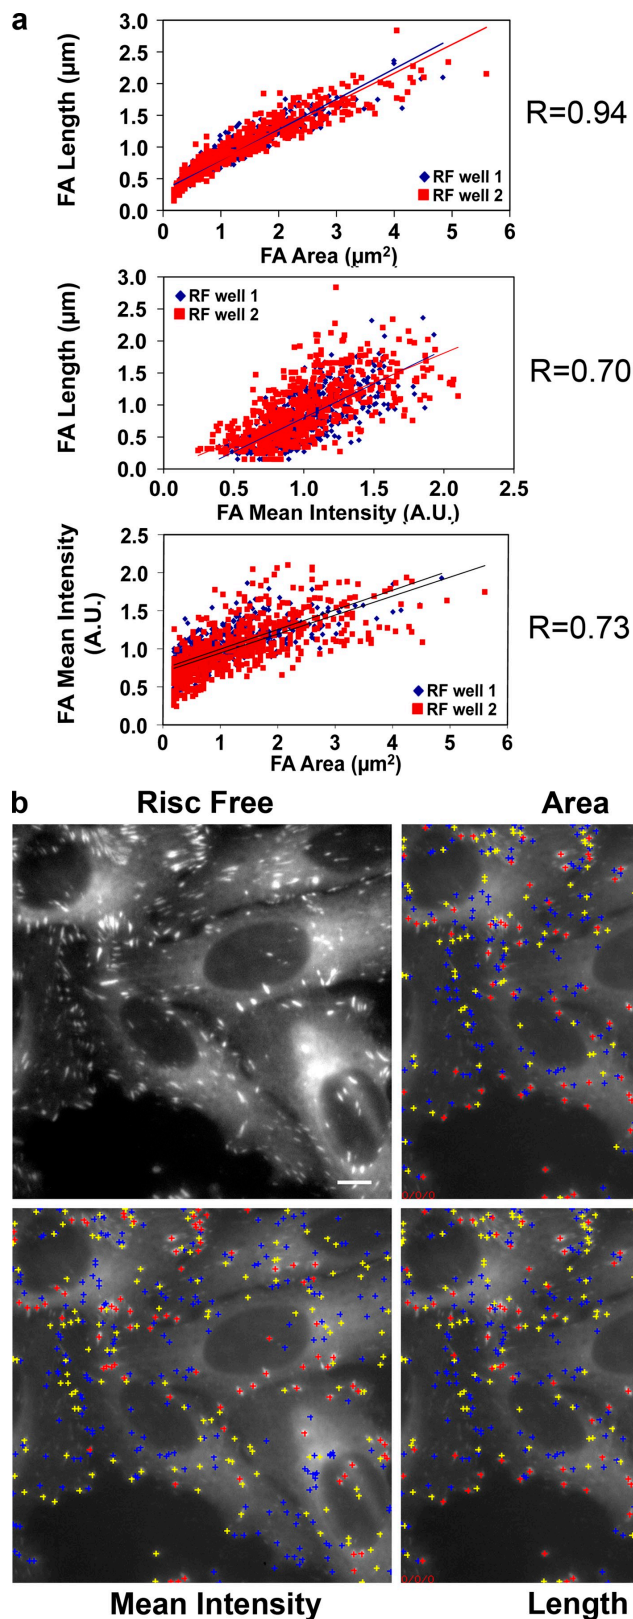 a
3.0
2.5
2.0
1.5
1.0
0.5
0.0
FA Length (µm)
RF well 1
RF well 2
0 1 2 3 4 5 6
FA Area (µm²)
R=0.94
3.0
2.5
2.0
1.5
1.0
0.5
0.0
FA Length (µm)
RF well 1
RF well 2
0.0 0.5 1.0 1.5 2.0 2.5
FA Mean Intensity (A.U.)
R=0.70
2.5
2.0
1.5
1.0
0.5
0.0
FA Mean Intensity
(A.U.)
RF well 1
RF well 2
0 1 2 3 4 5 6
FA Area (µm²)
R=0.73
b
Risc Free
Area
0/0/0
0/0/0
Mean Intensity
Length